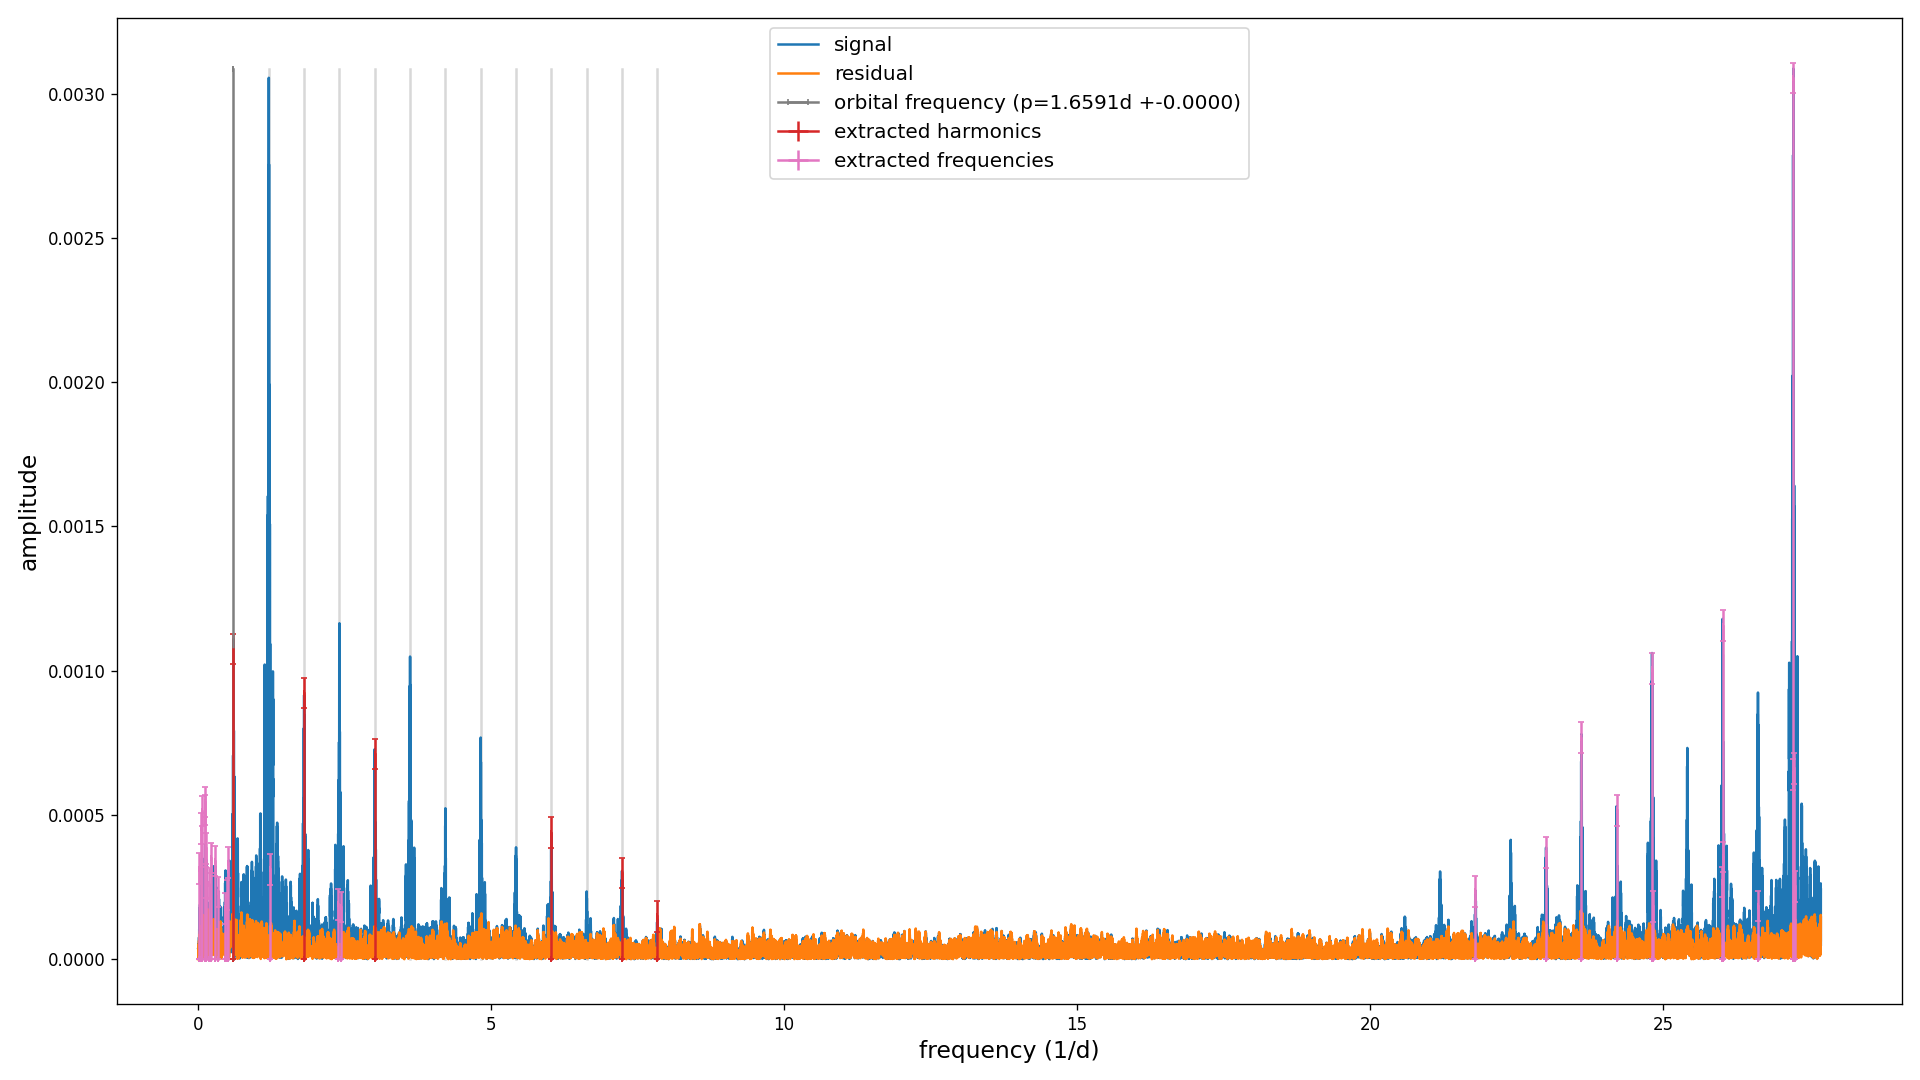 signal
residual
orbital frequency (p=1.6591d +-0.0000)
extracted harmonics
extracted frequencies
amplitude
0.0030
0.0025
0.0020
0.0015
0.0010
0.0005
0.0000
0 5 10 15 20 25
frequency (1/d)